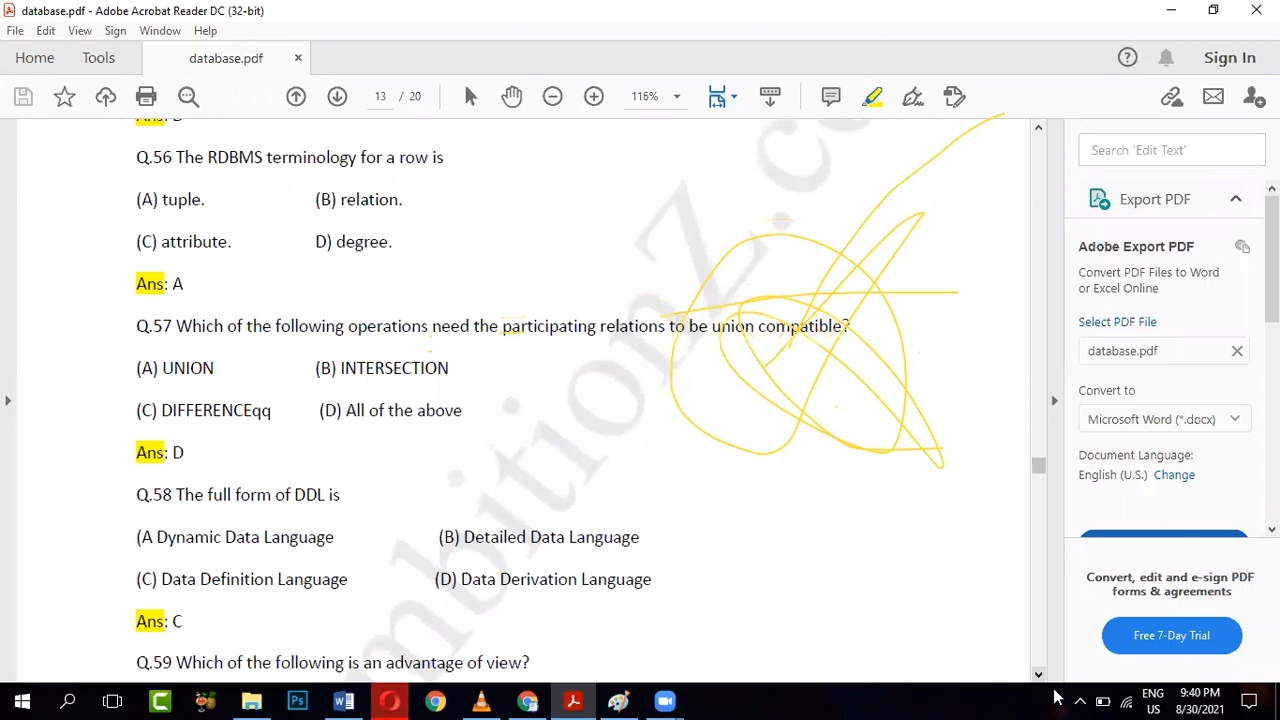 database.pdf - Adobe Acrobat Reader DC (32-bit)
File Edit View Sign Window Help
Home Tools database.pdf × Sign In
13 / 20 116%
Q.56 The RDBMS terminology for a row is
(A) tuple. (B) relation.
(C) attribute. D) degree.
Ans: A
Q.57 Which of the following operations need the participating relations to be union compatible?
(A) UNION (B) INTERSECTION
(C) DIFFERENCEqq (D) All of the above
Ans: D
Q.58 The full form of DDL is
(A Dynamic Data Language (B) Detailed Data Language
(C) Data Definition Language (D) Data Derivation Language
Ans: C
Q.59 Which of the following is an advantage of view?
mbitionZ.c
Search 'Edit Text'
Export PDF
Adobe Export PDF
Convert PDF Files to Word
or Excel Online
Select PDF File
database.pdf
Convert to
Microsoft Word (*.docx)
Document Language:
English (U.S.) Change
Convert, edit and e-sign PDF
forms & agreements
Free 7-Day Trial
Ps
ENG 9:40 PM
US 8/30/2021